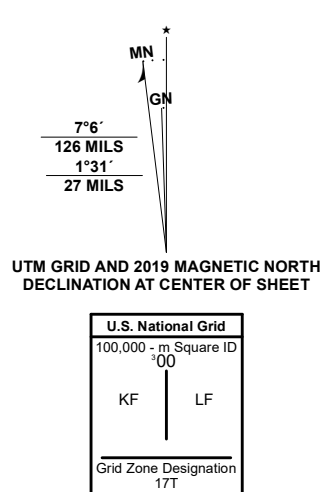 MN
GN
7°6´
126 MILS
1°31´
27 MILS
UTM GRID AND 2019 MAGNETIC NORTH
DECLINATION AT CENTER OF SHEET
U.S. National Grid
100,000 - m Square ID
³00
KF LF
Grid Zone Designation
17T